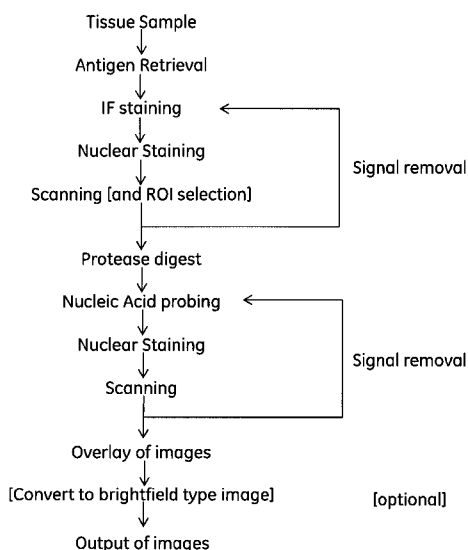 Tissue Sample
Antigen Retrieval
IF staining
Nuclear Staining
Signal removal
Scanning [and ROI selection]
Protease digest
Nucleic Acid probing
Nuclear Staining
Signal removal
Scanning
Overlay of images
[Convert to brightfield type image]
[optional]
Output of images